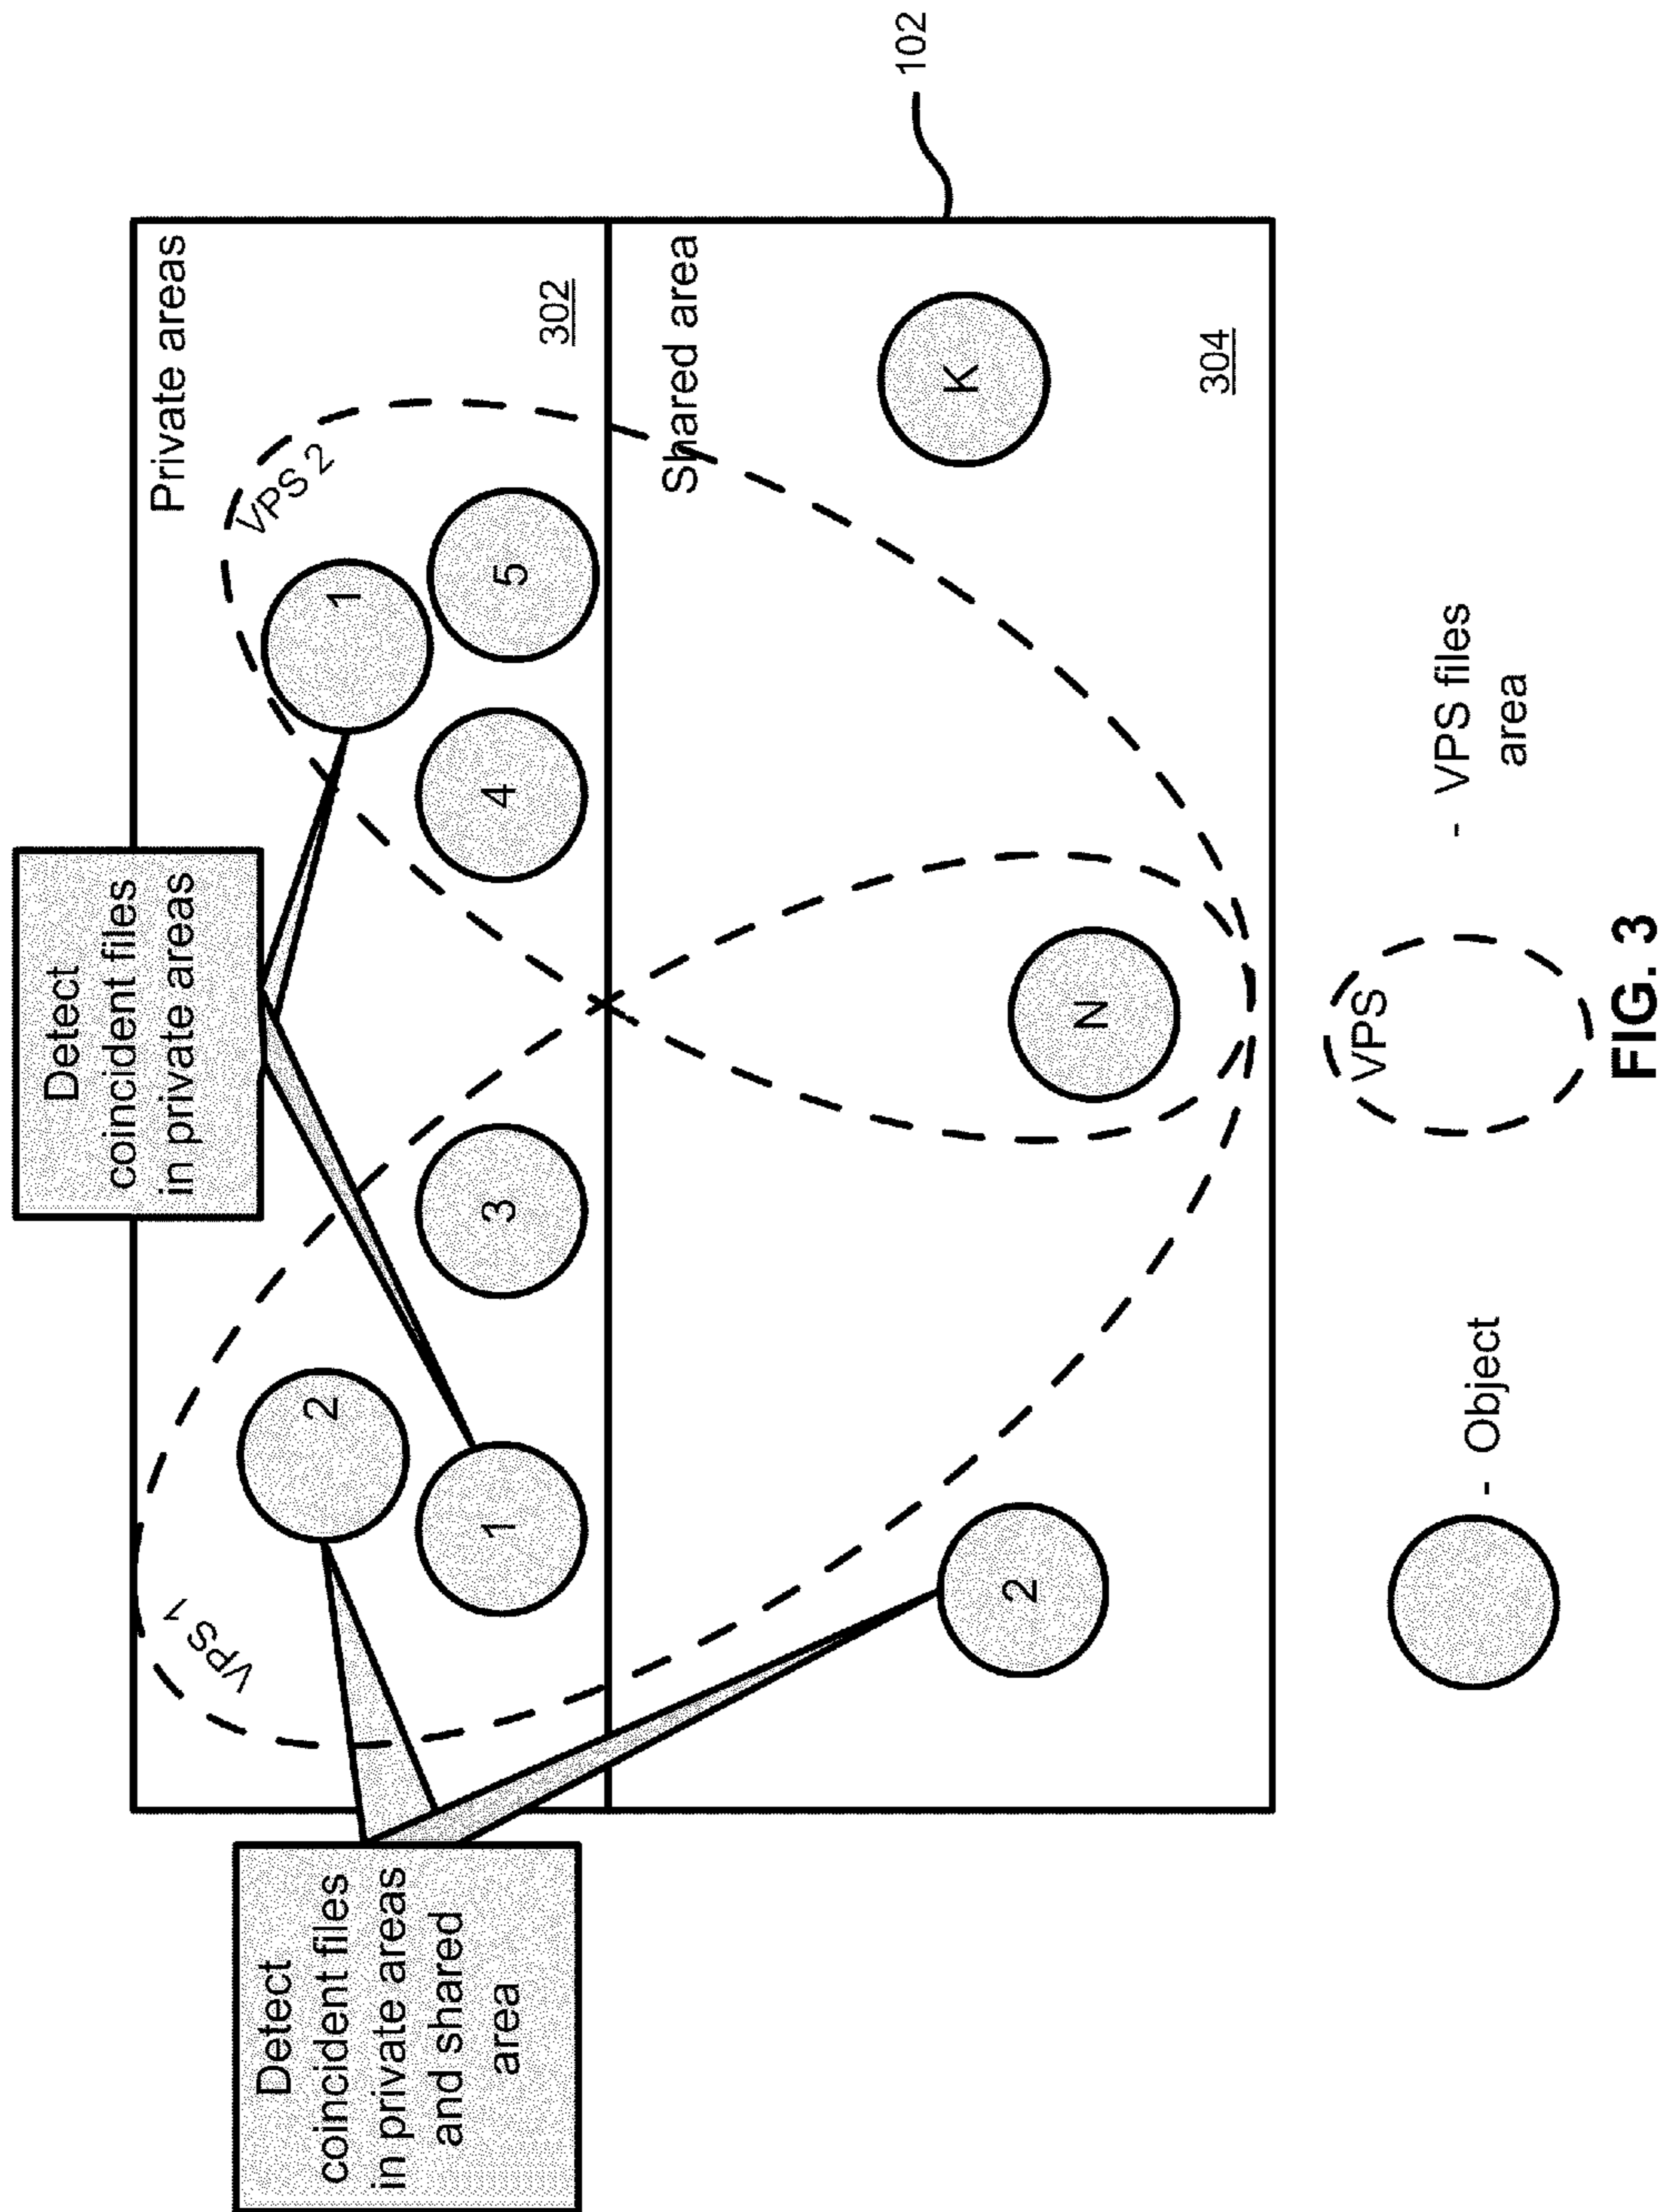 Detect
coincident files
in private areas
Detect
coincident files
in private areas
and shared
area
Private areas
VPS 1
VPS 2
2
1
1
3
4
5
302
Shared area
2
N
K
304
102
- Object
VPS
- VPS files
area
FIG. 3